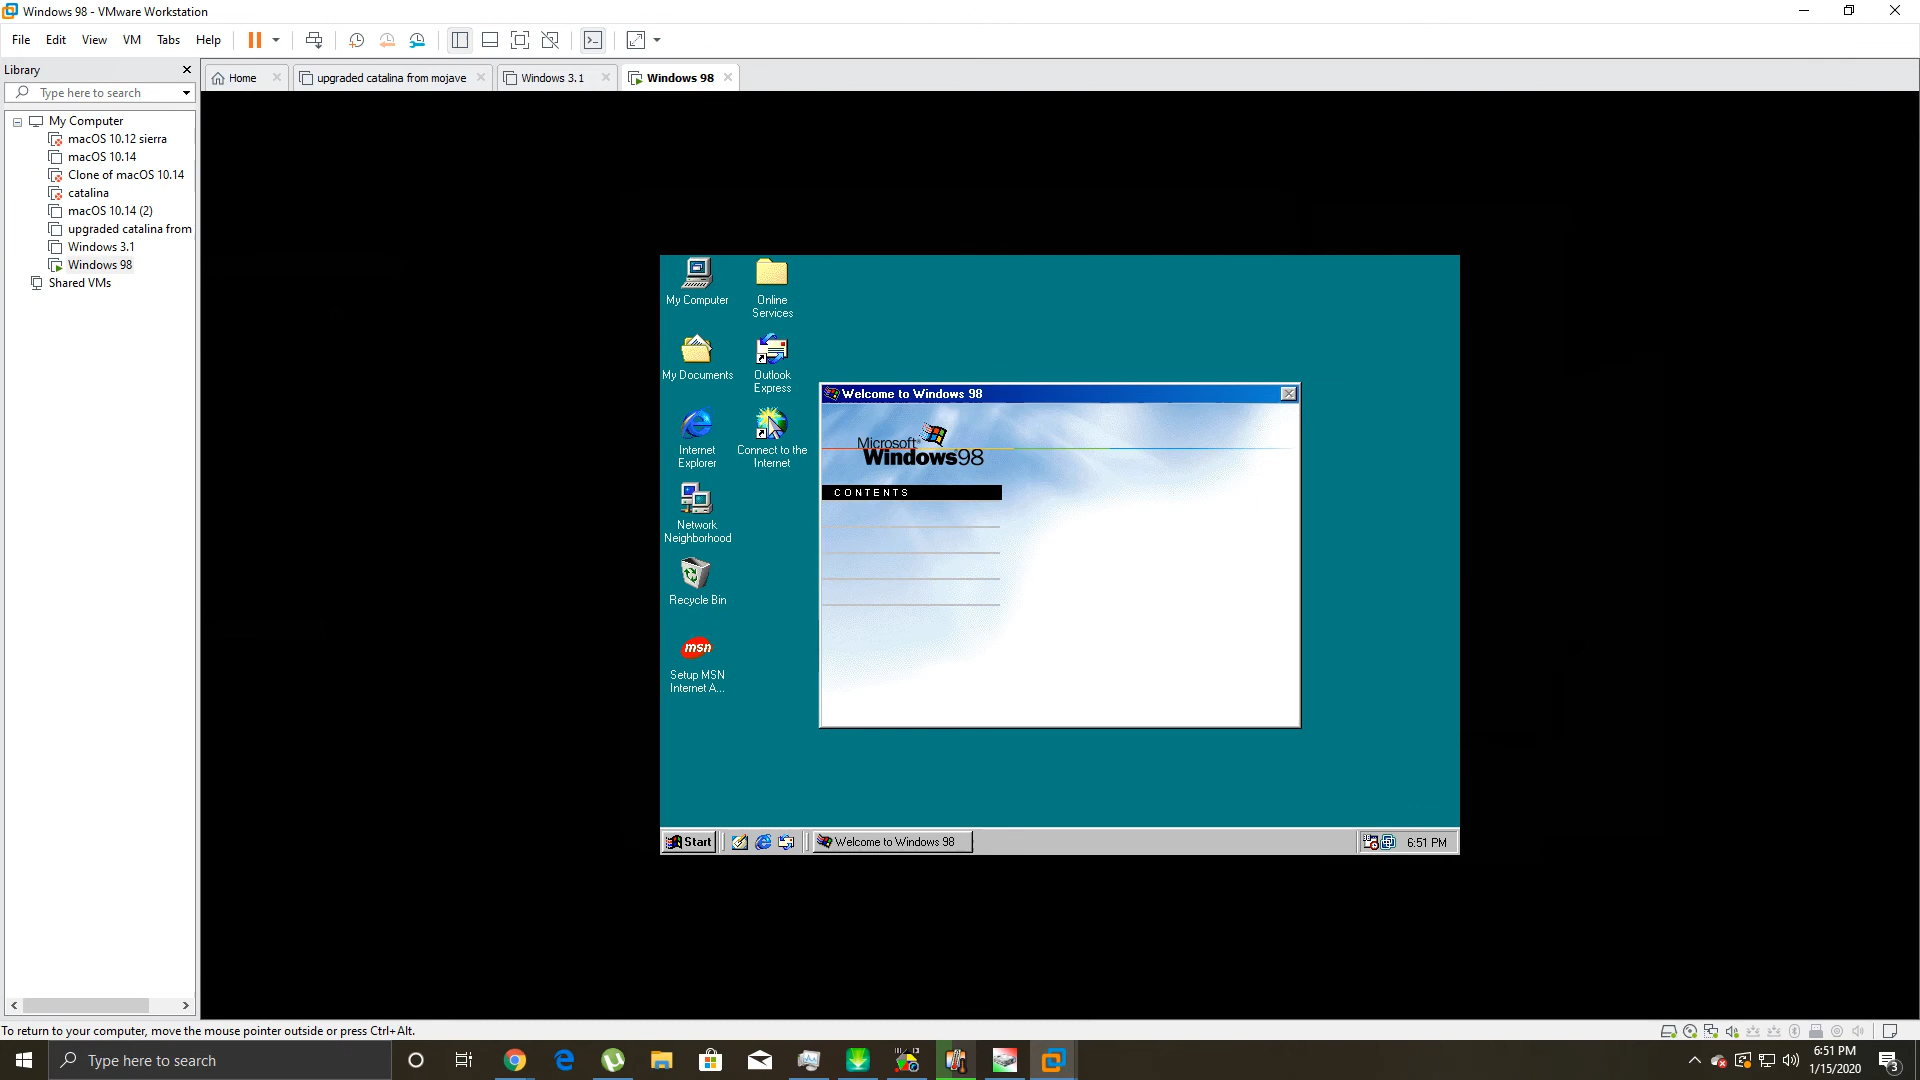 Windows 98 - VMware Workstation
File Edit View VM Tabs Help
Library
Type here to search
Home
upgraded catalina from mojave
Windows 3.1
Windows 98
My Computer
macOS 10.12 sierra
macOS 10.14
Clone of macOS 10.14
catalina
macOS 10.14 (2)
upgraded catalina from
Windows 3.1
Windows 98
Shared VMs
My Computer
Online
Services
My Documents
Outlook
Express
Internet
Explorer
Connect to the
Internet
Network
Neighborhood
Recycle Bin
msn
Setup MSN
Internet A...
Welcome to Windows 98
Microsoft
Windows98
CONTENTS
Start
Welcome to Windows 98
6:51 PM
To return to your computer, move the mouse pointer outside or press Ctrl+Alt.
Type here to search
6:51 PM
1/15/2020
3